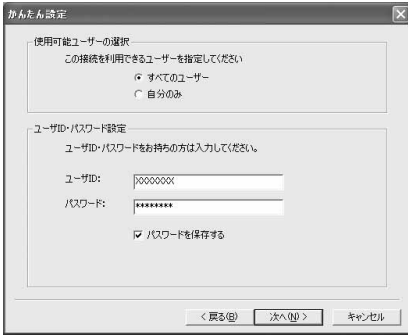 かんたん設定
使用可能ユーザーの選択
この接続を利用できるユーザーを指定してください
すべてのユーザー
自分のみ
ユーザID・パスワード設定
ユーザID・パスワードをお持ちの方は入力してください。
ユーザID: XXXXXXX
パスワード: ********
パスワードを保存する
< 戻る(B) 次へ(N) > キャンセル